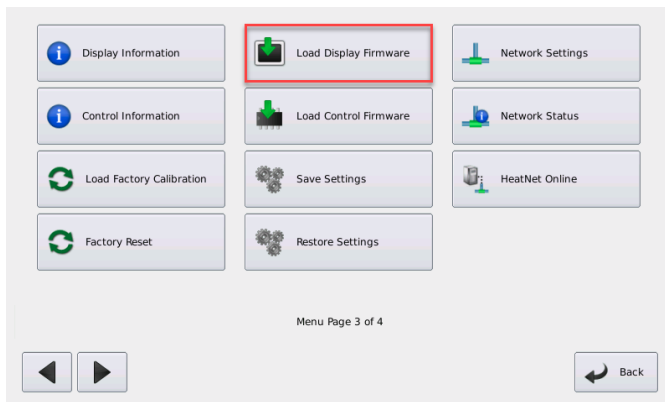 Display Information
Load Display Firmware
Network Settings
Control Information
Load Control Firmware
Network Status
Load Factory Calibration
Save Settings
HeatNet Online
Factory Reset
Restore Settings
Menu Page 3 of 4
Back